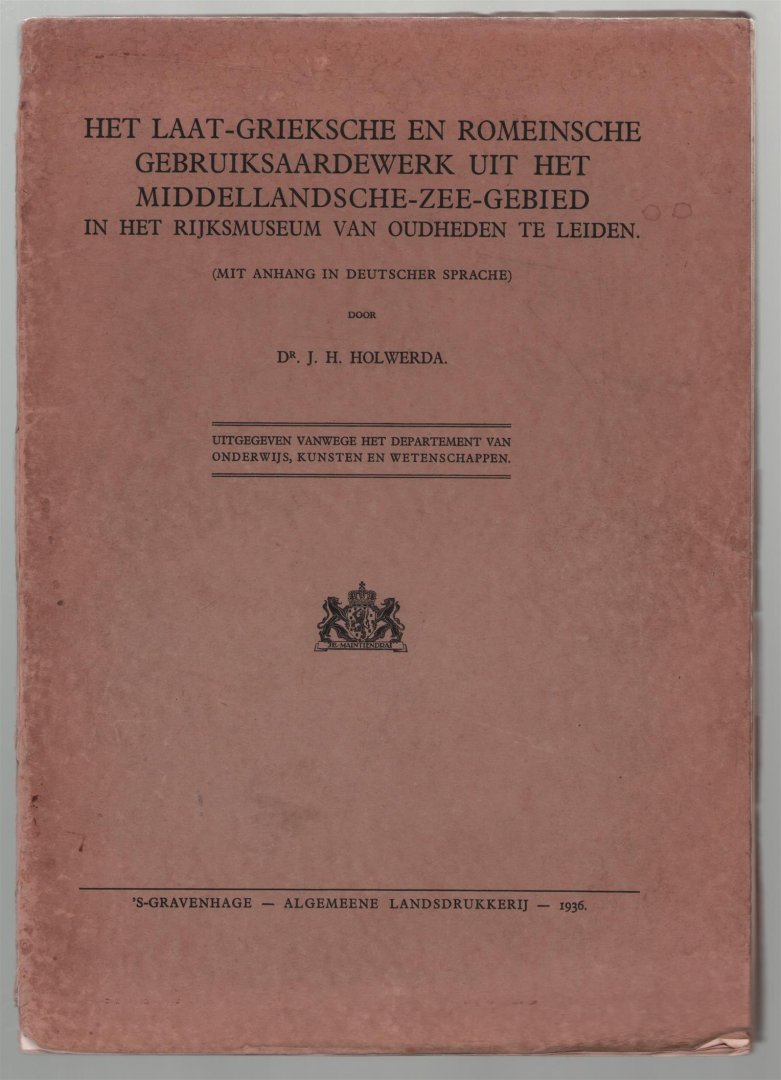 HET LAAT-GRIEKSCHE EN ROMEINSCHE
GEBRUIKSAARDEWERK UIT HET
MIDDELLANDSCHE-ZEE-GEBIED
IN HET RIJKSMUSEUM VAN OUDHEDEN TE LEIDEN.
(MIT ANHANG IN DEUTSCHER SPRACHE)
DOOR
DR. J. H. HOLWERDA.
UITGEGEVEN VANWEGE HET DEPARTEMENT VAN
ONDERWIJS, KUNSTEN EN WETENSCHAPPEN.
JE MAINTIENDRAI
'S-GRAVENHAGE — ALGEMEENE LANDSDRUKKERIJ — 1936.